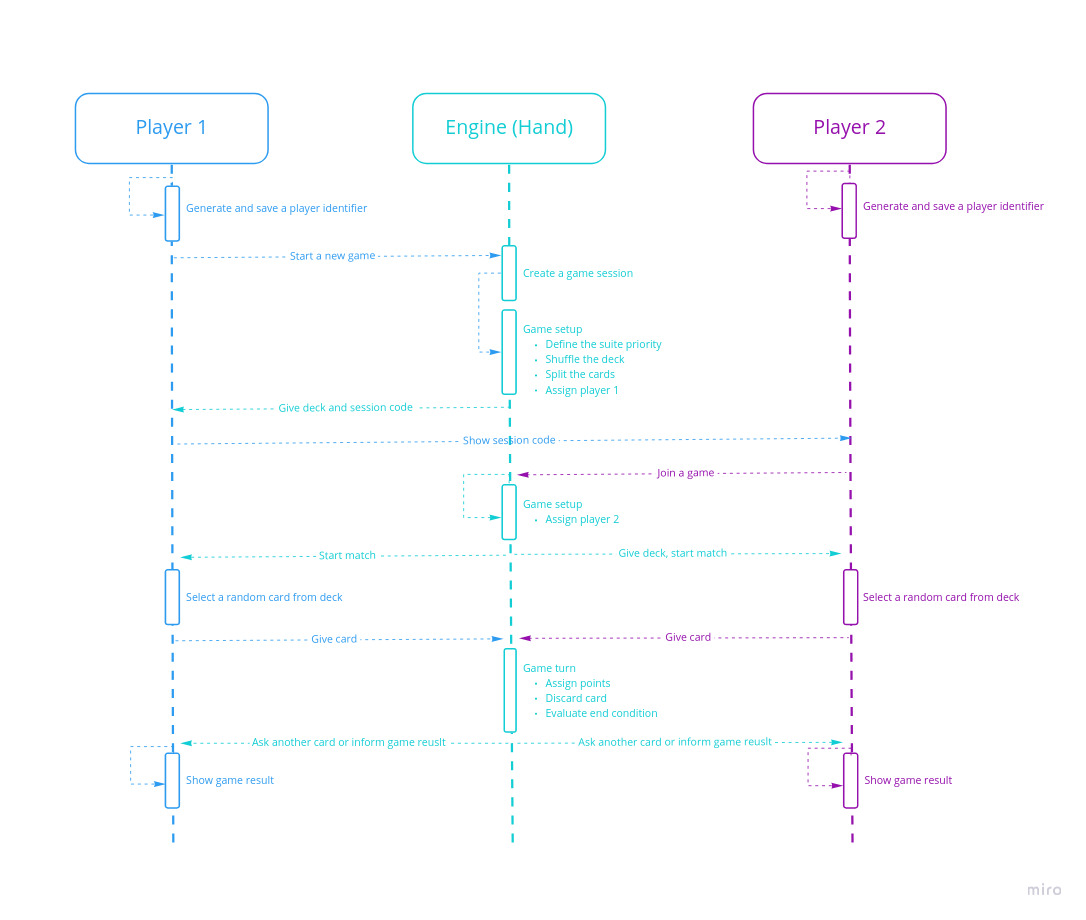 Player 1
Engine (Hand)
Player 2
Generate and save a player identifier
Generate and save a player identifier
Start a new game
Create a game session
Game setup
• Define the suite priority
• Shuffle the deck
• Split the cards
• Assign player 1
Give deck and session code
Show session code
Join a game
Game setup
• Assign player 2
Start match
Give deck, start match
Select a random card from deck
Select a random card from deck
Give card
Give card
Game turn
• Assign points
• Discard card
• Evaluate end condition
Ask another card or inform game reuslt
Ask another card or inform game reuslt
Show game result
Show game result
miro